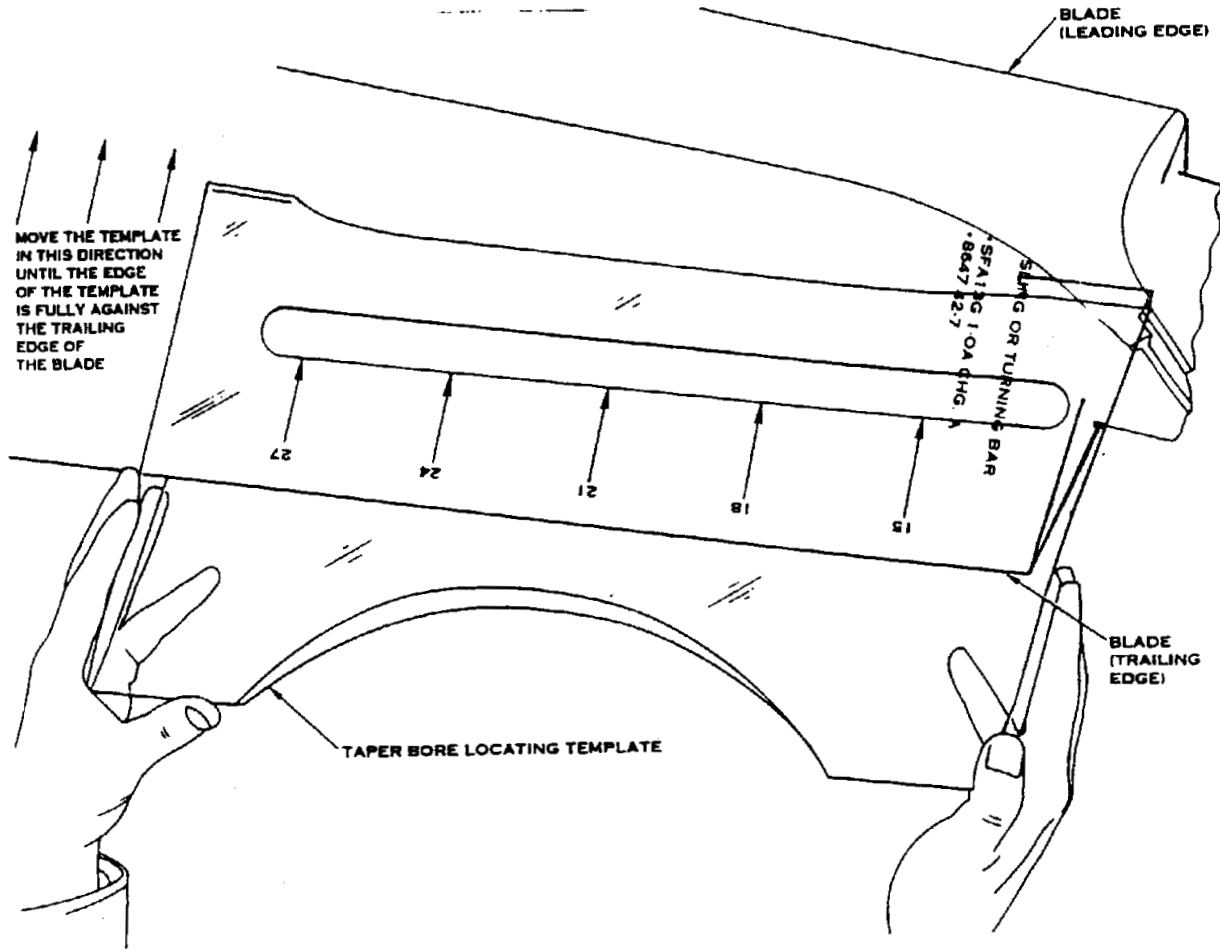 BLADE
(LEADING EDGE)
MOVE THE TEMPLATE
IN THIS DIRECTION
UNTIL THE EDGE
OF THE TEMPLATE
IS FULLY AGAINST
THE TRAILING
EDGE OF
THE BLADE
OR TURNING BAR
27
24
21
18
15
BLADE
(TRAILING
EDGE)
TAPER BORE LOCATING TEMPLATE